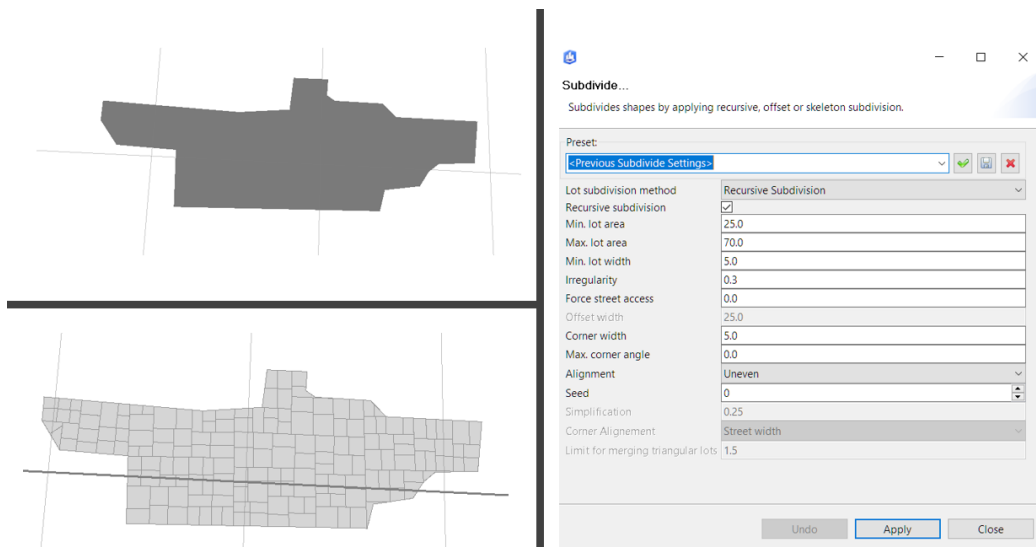 Subdivide...
Subdivides shapes by applying recursive, offset or skeleton subdivision.
Preset:
<Previous Subdivide Settings>
Lot subdivision method Recursive Subdivision
Recursive subdivision
Min. lot area 25.0
Max. lot area 70.0
Min. lot width 5.0
Irregularity 0.3
Force street access 0.0
Offset width 25.0
Corner width 5.0
Max. corner angle 0.0
Alignment Uneven
Seed 0
Simplification 0.25
Corner Alignement Street width
Limit for merging triangular lots 1.5
Undo Apply Close